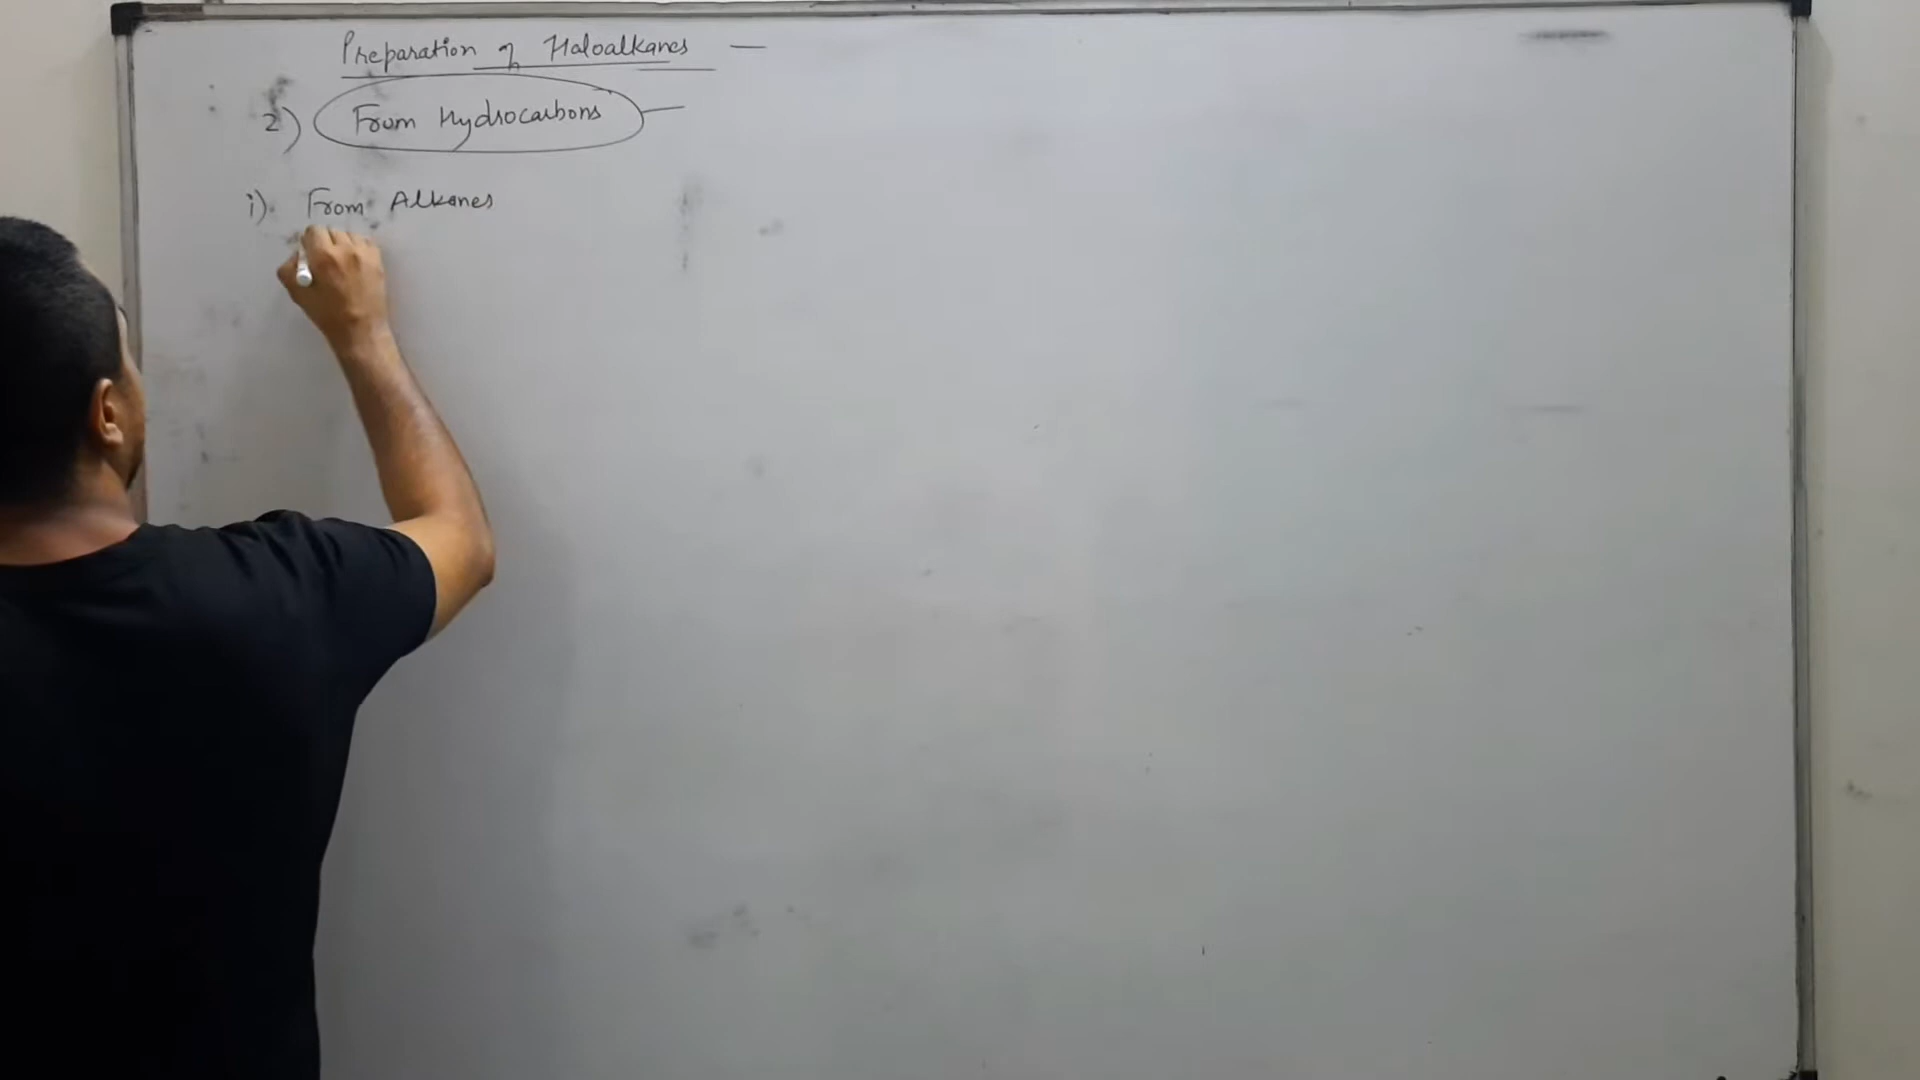 Preparation of Haloalkanes —
2) From Hydrocarbons —
i) From Alkanes